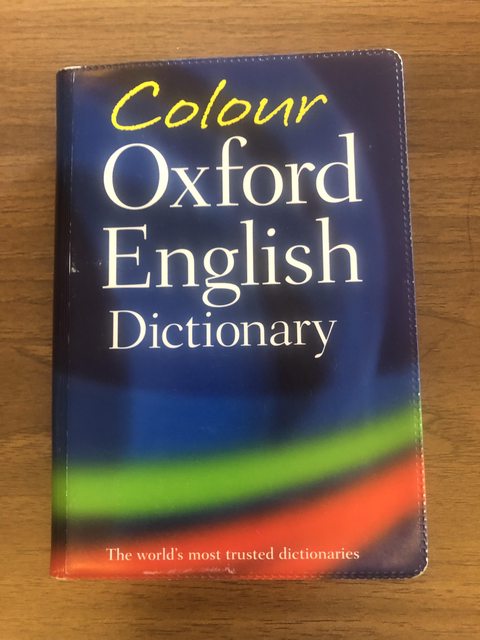 Colour
Oxford
English
Dictionary
The world's most trusted dictionaries